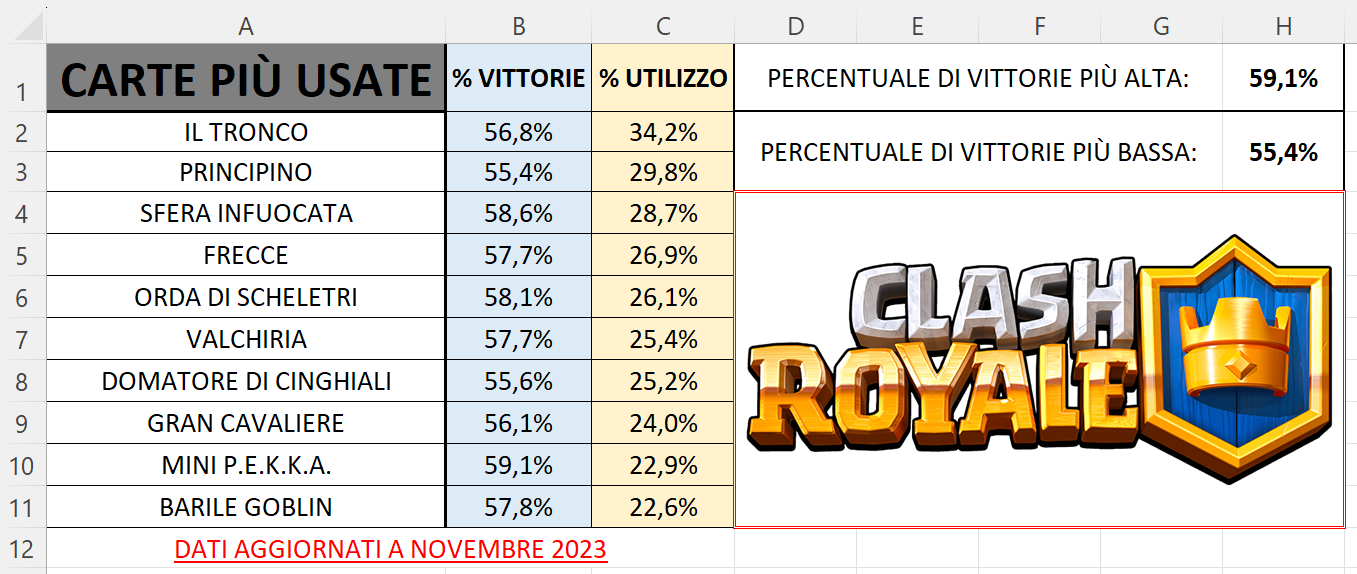 A B C D E F G H
1 CARTE PIÙ USATE % VITTORIE % UTILIZZO PERCENTUALE DI VITTORIE PIÙ ALTA: 59,1%
2 IL TRONCO 56,8% 34,2% PERCENTUALE DI VITTORIE PIÙ BASSA: 55,4%
3 PRINCIPINO 55,4% 29,8%
4 SFERA INFUOCATA 58,6% 28,7%
5 FRECCE 57,7% 26,9%
6 ORDA DI SCHELETRI 58,1% 26,1%
7 VALCHIRIA 57,7% 25,4%
8 DOMATORE DI CINGHIALI 55,6% 25,2%
9 GRAN CAVALIERE 56,1% 24,0%
10 MINI P.E.K.K.A. 59,1% 22,9%
11 BARILE GOBLIN 57,8% 22,6%
CLASH
ROYALE
12 DATI AGGIORNATI A NOVEMBRE 2023